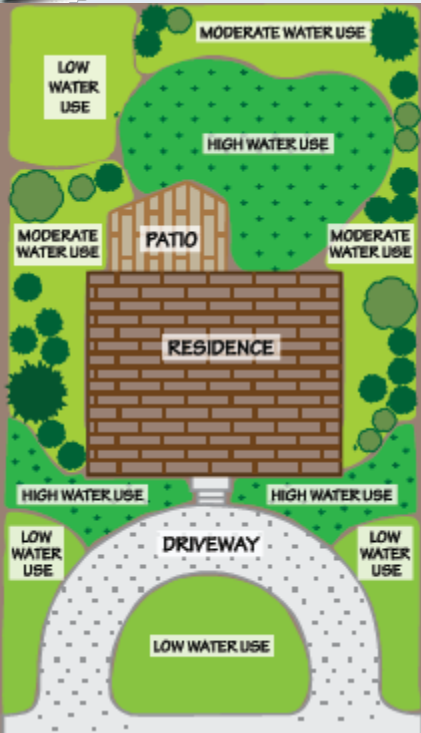 MODERATE WATER USE
LOW
WATER
USE
HIGH WATER USE
MODERATE
WATER USE
PATIO
MODERATE
WATER USE
RESIDENCE
HIGH WATER USE
HIGH WATER USE
LOW
WATER
USE
DRIVEWAY
LOW
WATER
USE
LOW WATER USE